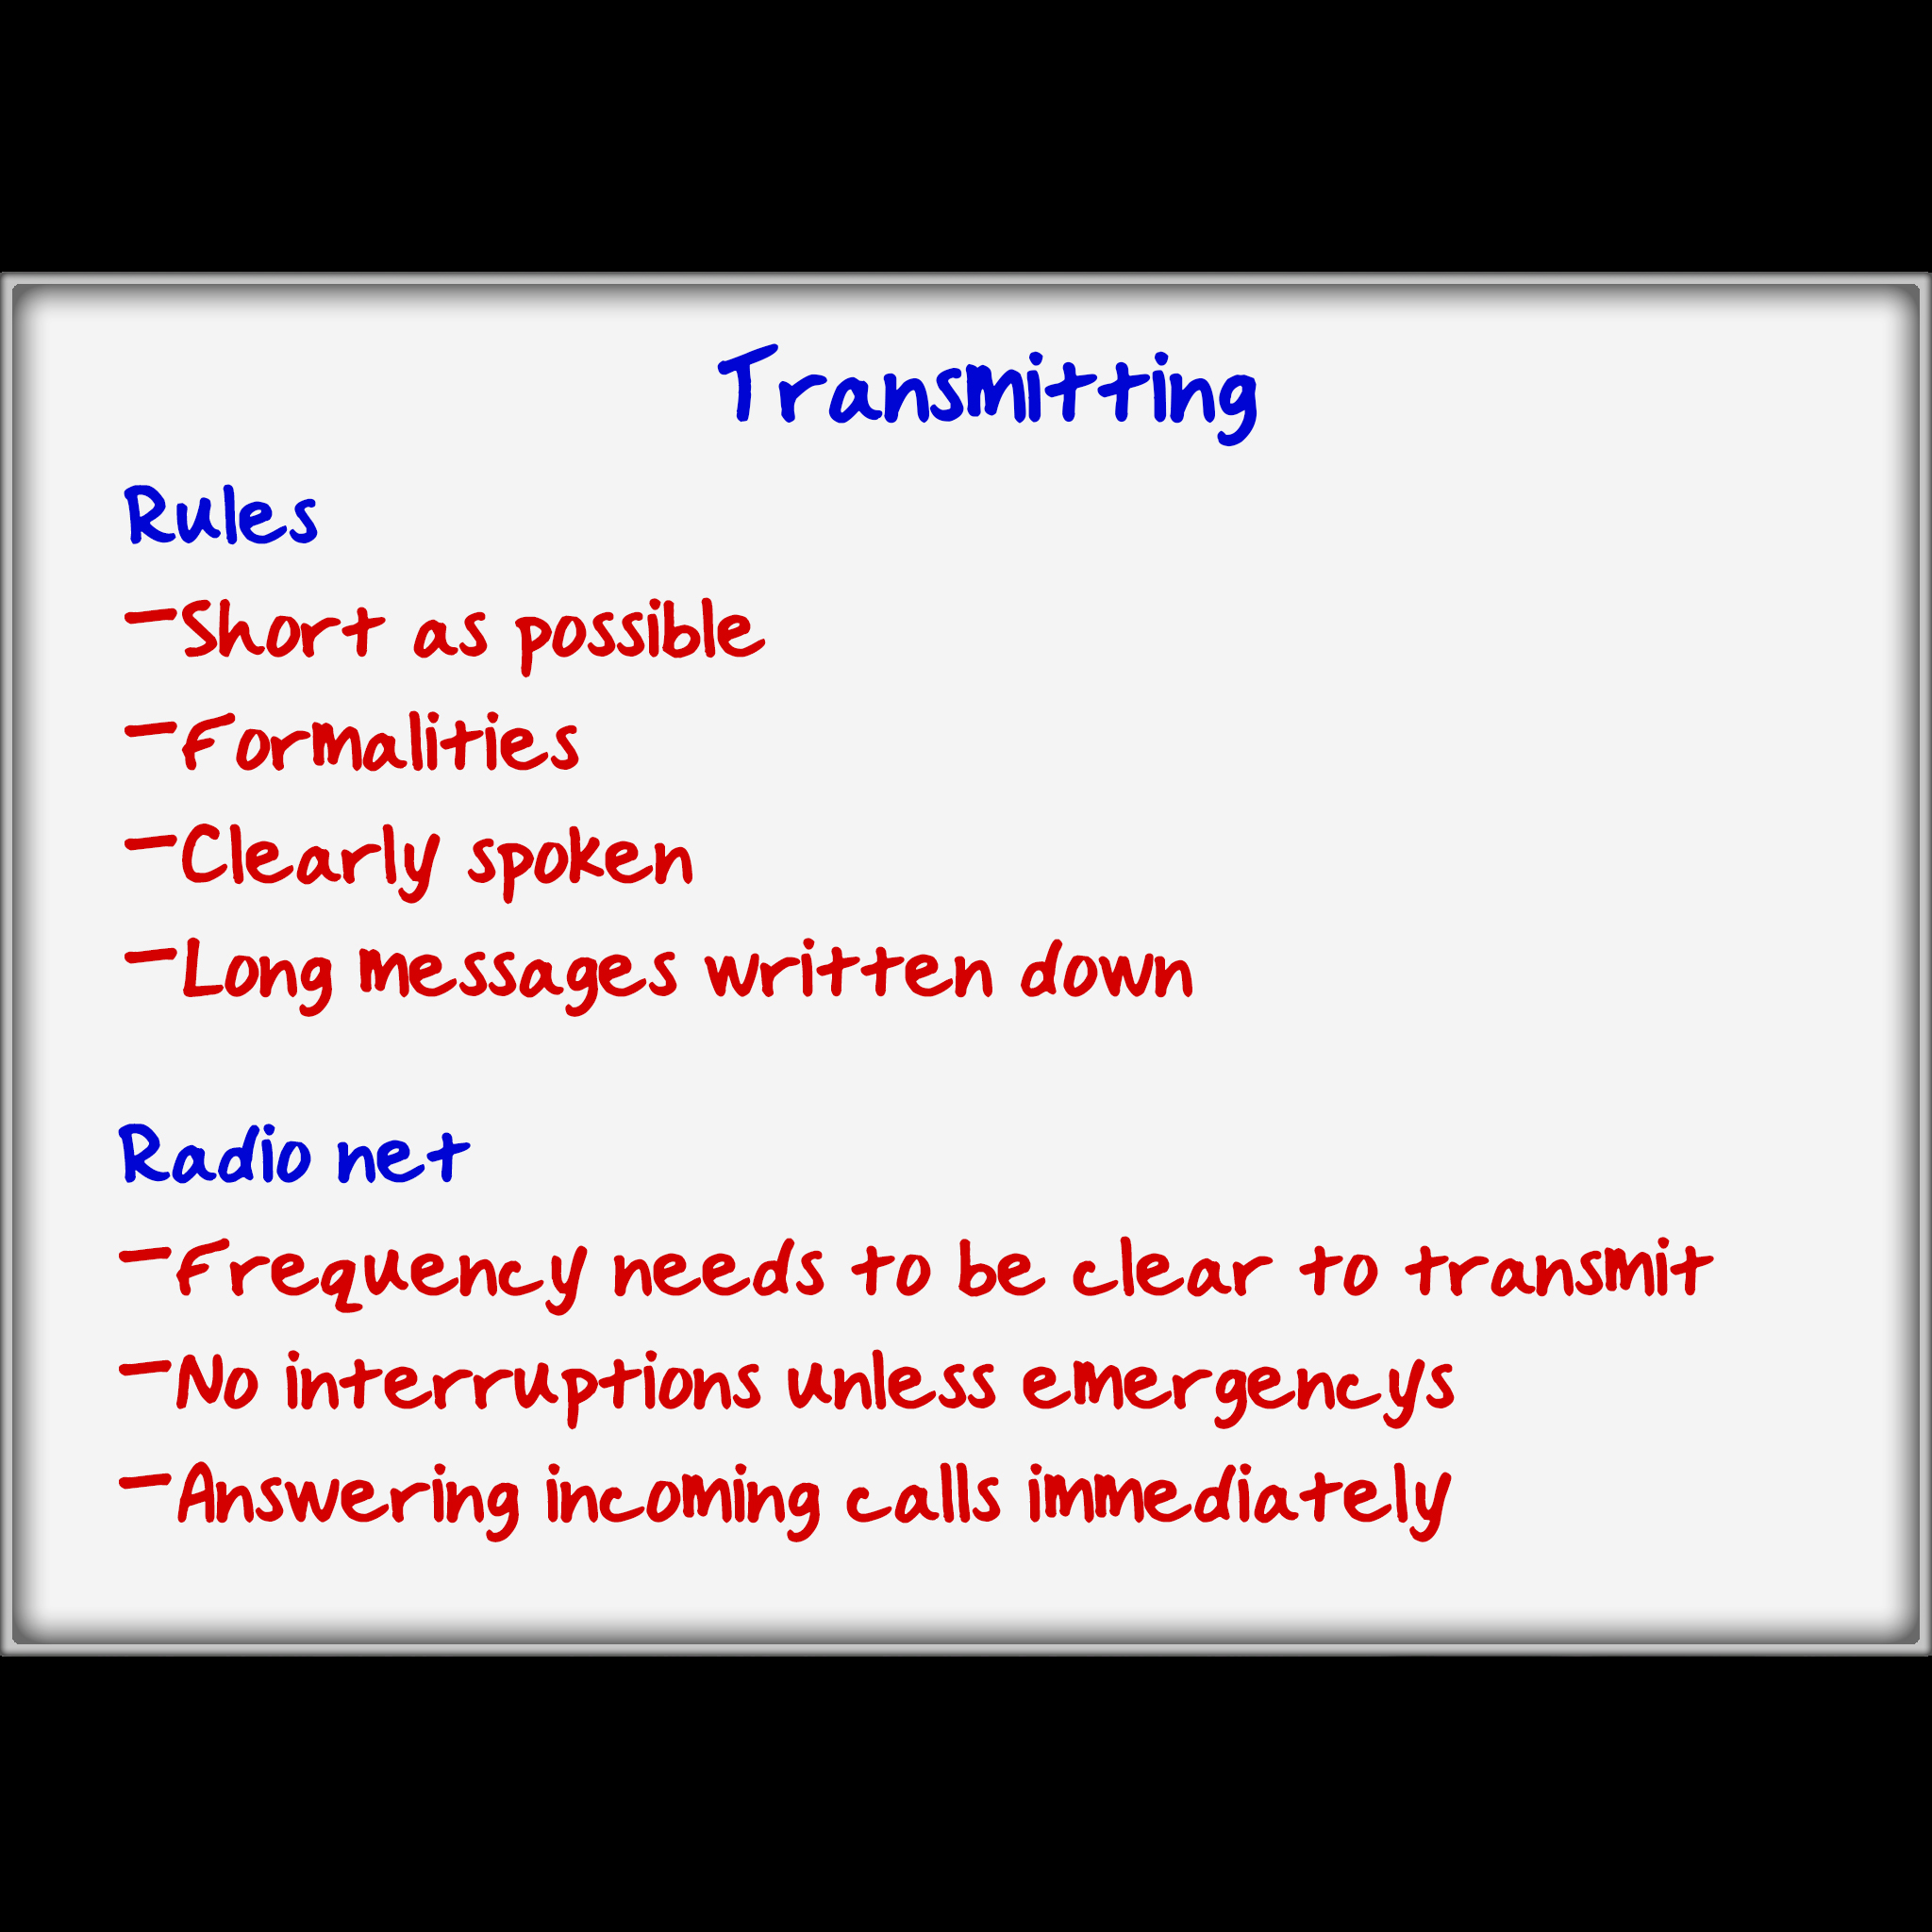 Transmitting
Rules
-Short as possible
-Formalities
-Clearly spoken
-Long messages written down
Radio net
-Frequency needs to be clear to transmit
-No interruptions unless emergencys
-Answering incoming calls immediately